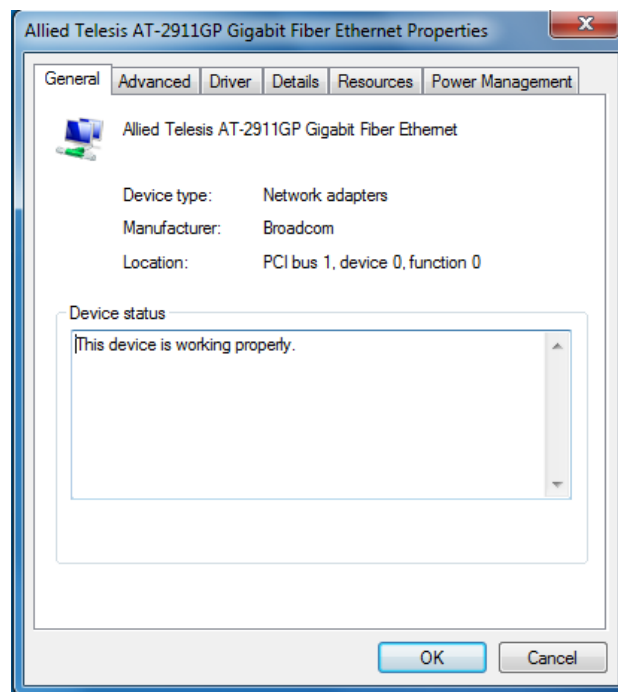 Allied Telesis AT-2911GP Gigabit Fiber Ethernet Properties
General Advanced Driver Details Resources Power Management
Allied Telesis AT-2911GP Gigabit Fiber Ethernet
Device type: Network adapters
Manufacturer: Broadcom
Location: PCI bus 1, device 0, function 0
Device status
This device is working properly.
OK Cancel